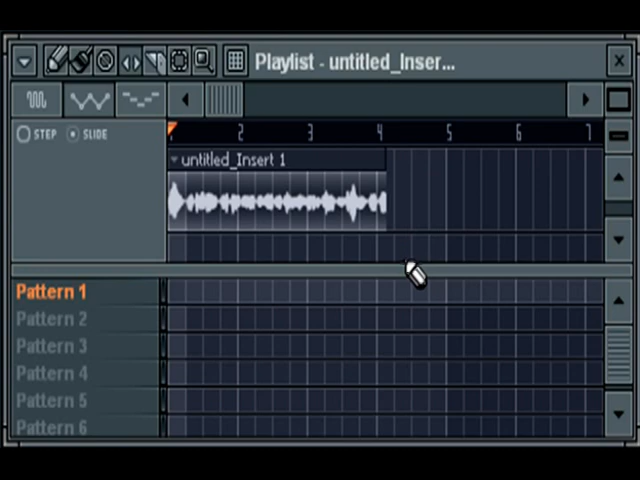 Playlist - untitled_Inser...
STEP SLIDE
2 3 4 5 6 7
untitled_Insert 1
Pattern 1
Pattern 2
Pattern 3
Pattern 4
Pattern 5
Pattern 6